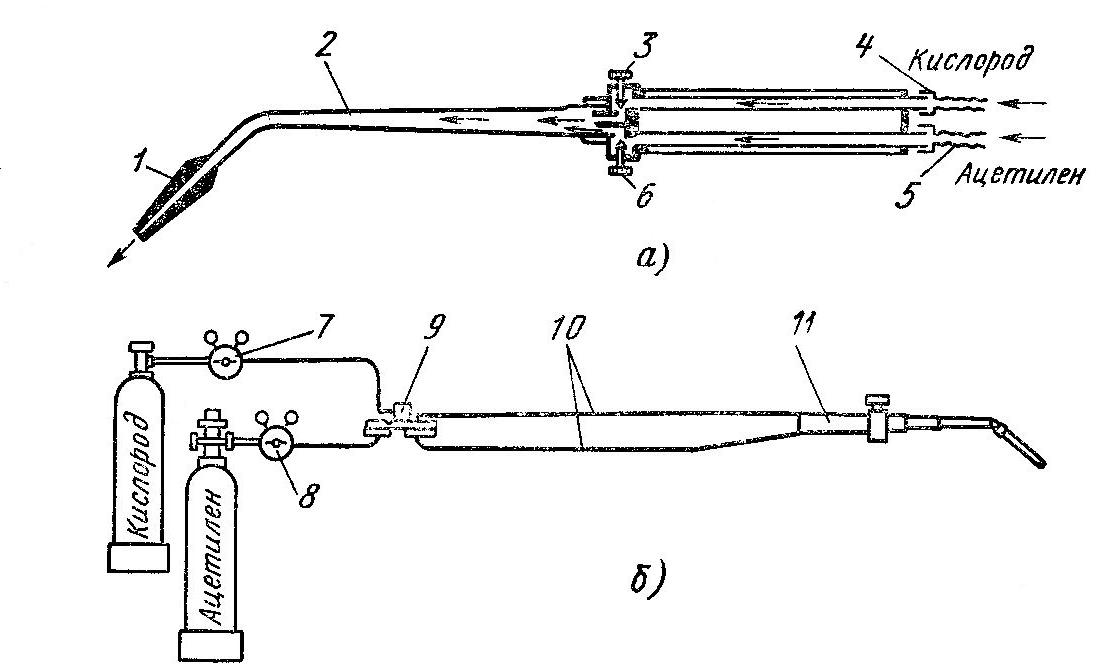 2
3
4
Кислород
1
6
5
Ацетилен
а)
7
9
10
11
8
Кислород
Ацетилен
б)